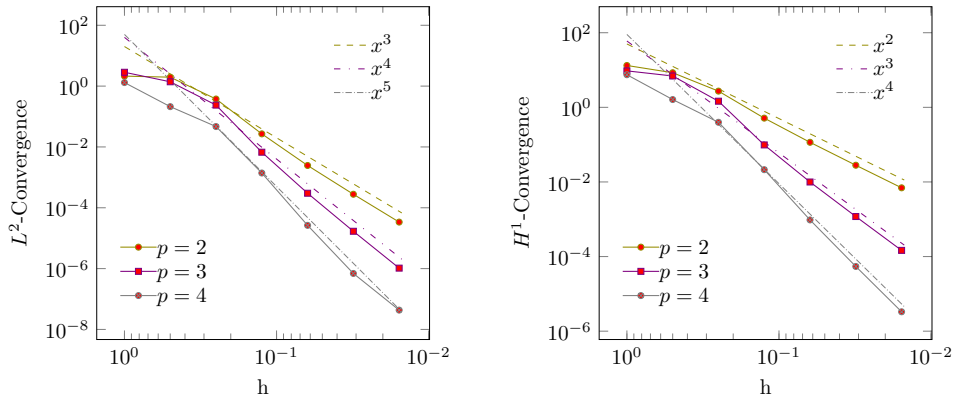 10^2
10^0
10^{-2}
10^{-4}
10^{-6}
10^{-8}
L^2-Convergence
x^3
x^4
x^5
p = 2
p = 3
p = 4
10^0
10^{-1}
10^{-2}
h
10^2
10^0
10^{-2}
10^{-4}
10^{-6}
H^1-Convergence
x^2
x^3
x^4
p = 2
p = 3
p = 4
10^0
10^{-1}
10^{-2}
h